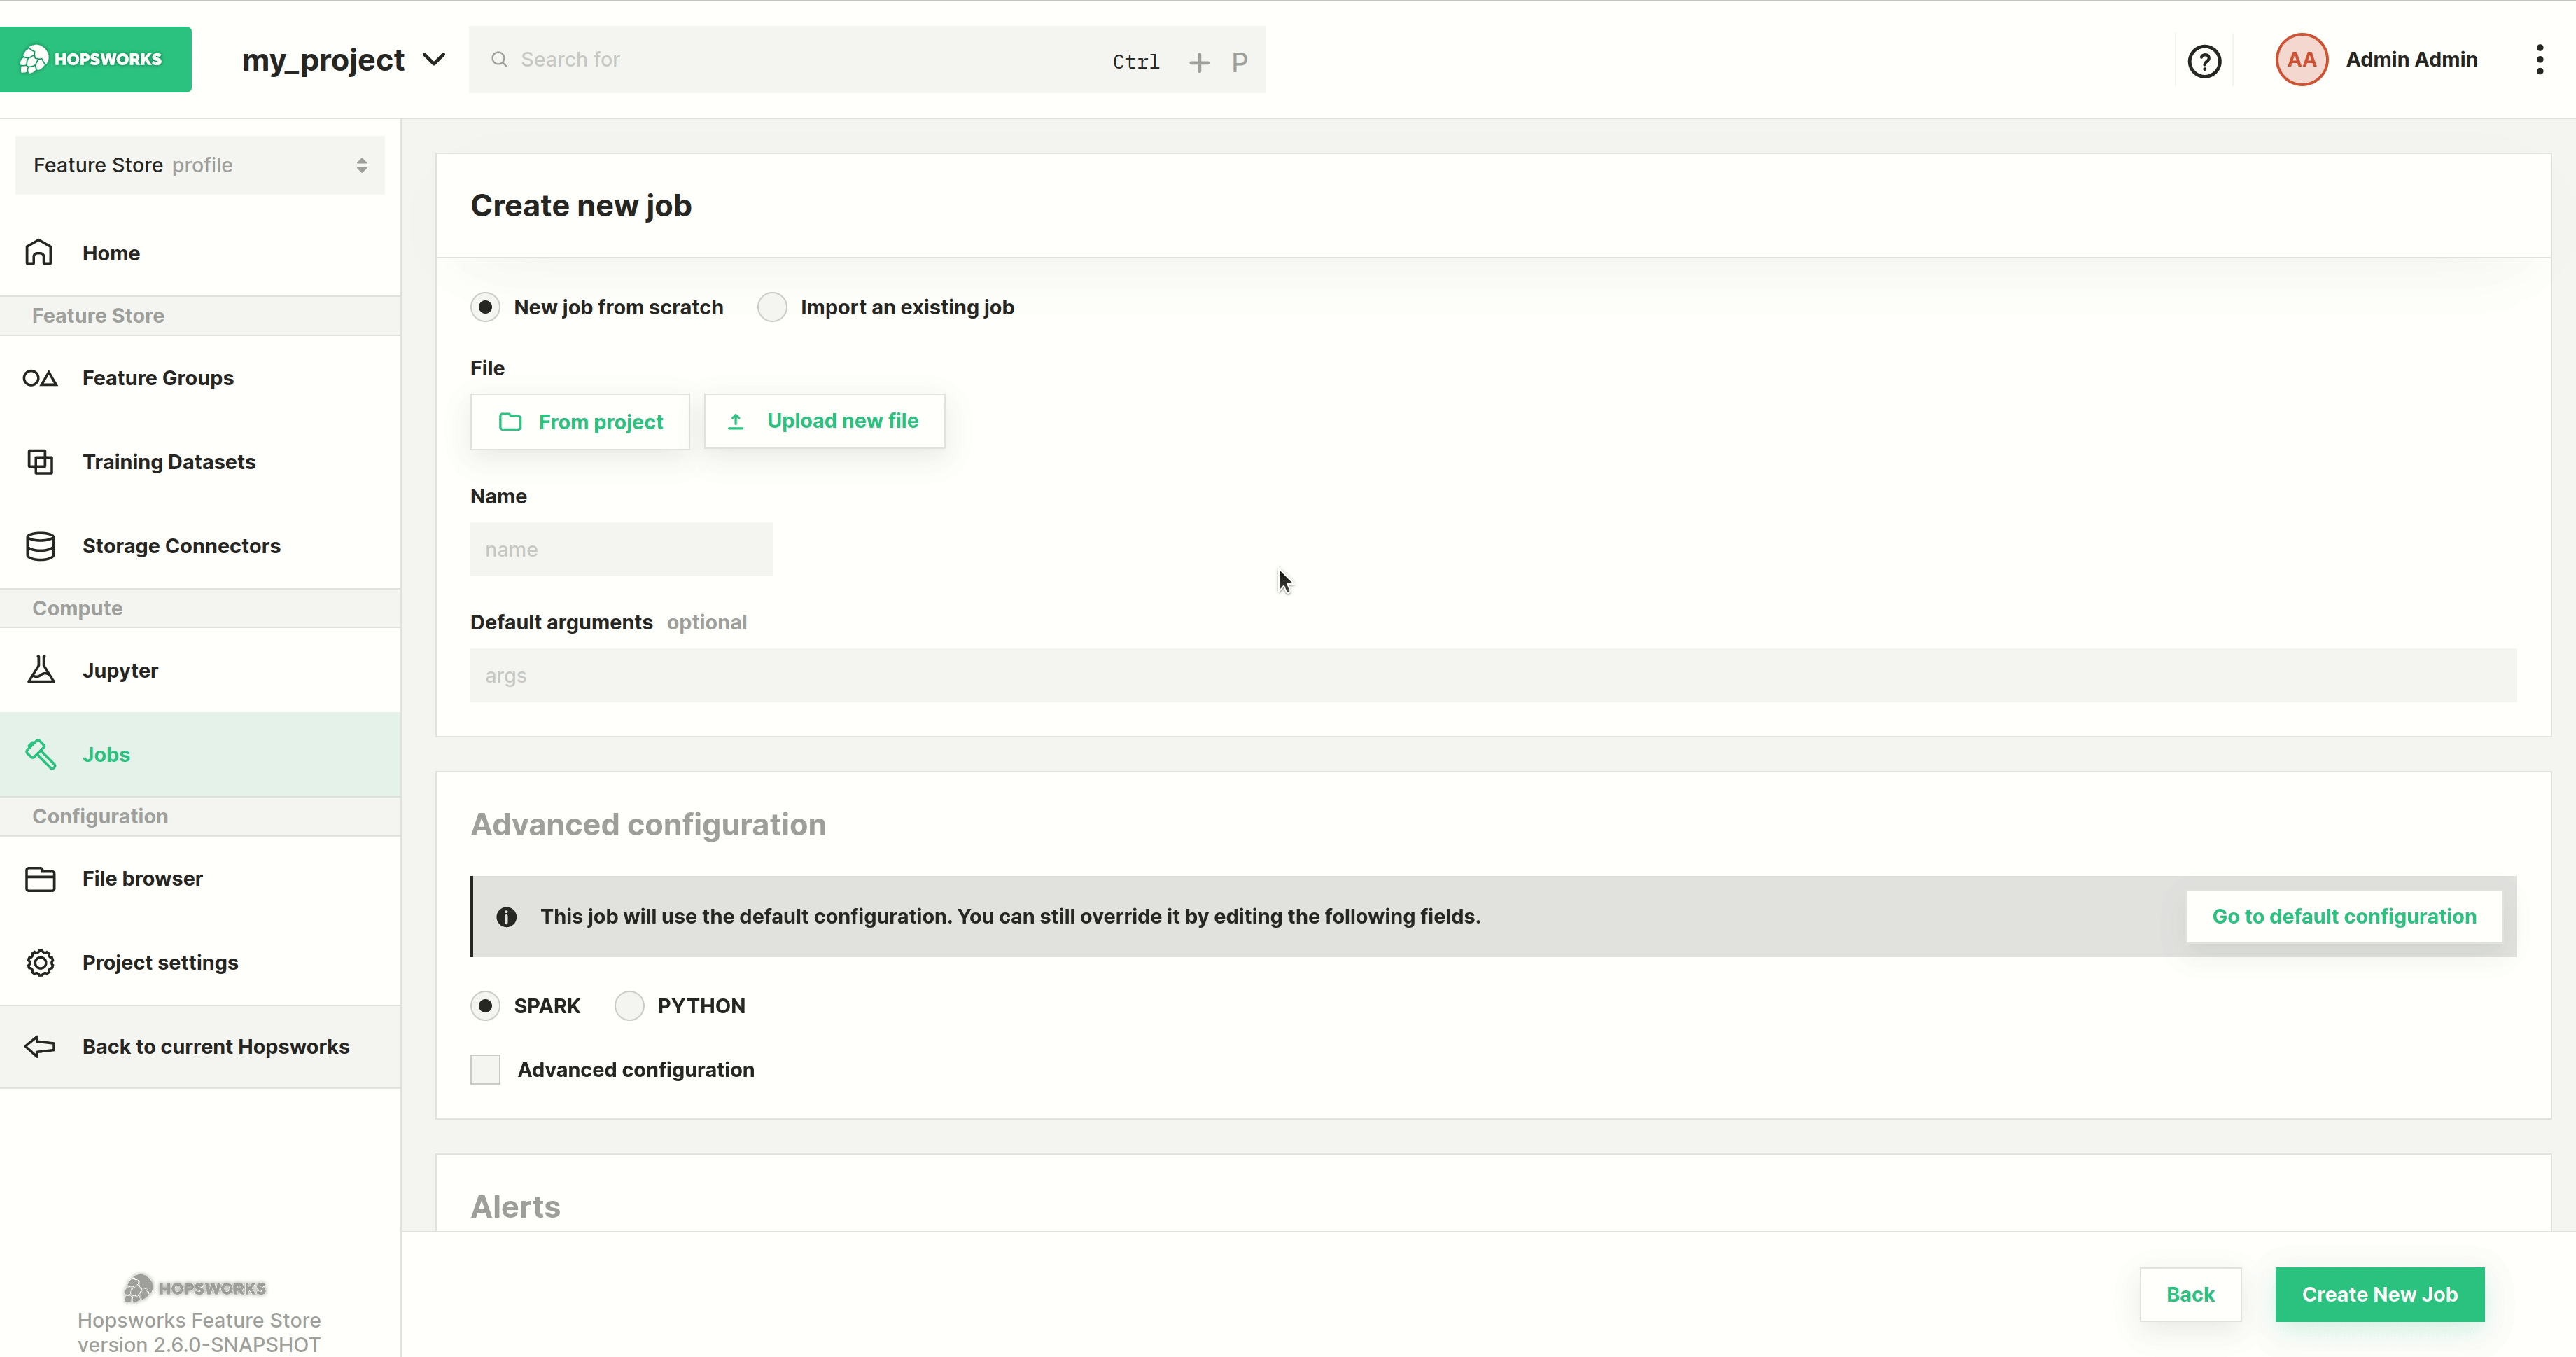 HOPSWORKS
my_project
Search for
Ctrl + P
?
AA
Admin Admin
Feature Store profile
Home
Feature Store
Feature Groups
Training Datasets
Storage Connectors
Compute
Jupyter
Jobs
Configuration
File browser
Project settings
Back to current Hopsworks
HOPSWORKS
Hopsworks Feature Store
version 2.6.0-SNAPSHOT
Create new job
New job from scratch
Import an existing job
File
From project
Upload new file
Name
name
Default arguments optional
args
Advanced configuration
This job will use the default configuration. You can still override it by editing the following fields.
Go to default configuration
SPARK
PYTHON
Advanced configuration
Alerts
Back
Create New Job